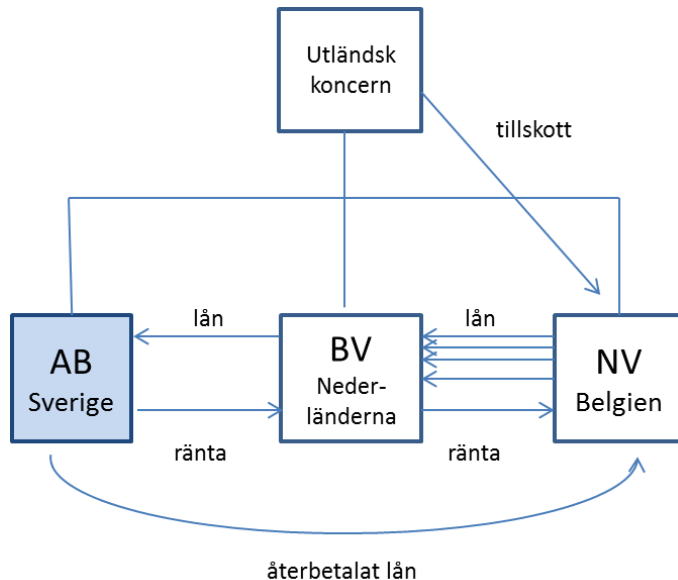 Utländsk
koncern
tillskott
lån
lån
AB
Sverige
BV
Neder-
länderna
NV
Belgien
ränta
ränta
återbetalat lån